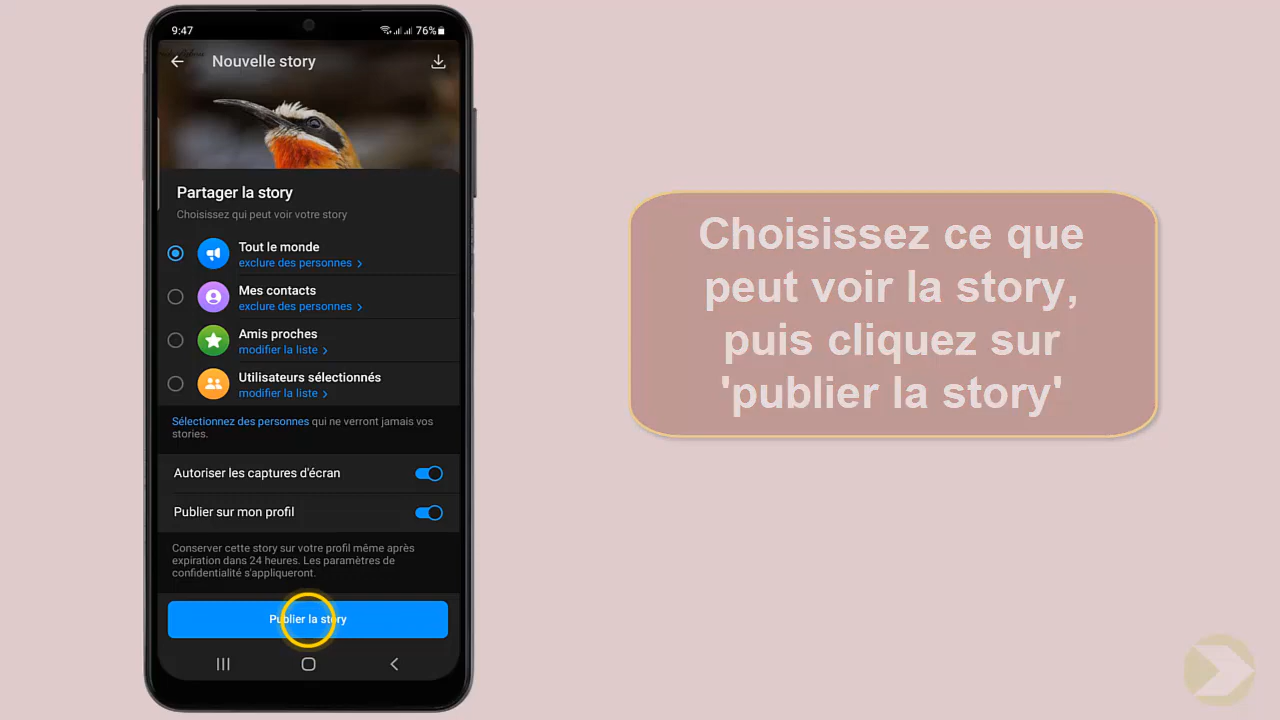 9:47
76%
Nouvelle story
Partager la story
Choisissez qui peut voir votre story
Tout le monde
exclure des personnes >
Mes contacts
exclure des personnes >
Amis proches
modifier la liste >
Utilisateurs sélectionnés
modifier la liste >
Sélectionnez des personnes qui ne verront jamais vos
stories.
Autoriser les captures d'écran
Publier sur mon profil
Conserver cette story sur votre profil même après
expiration dans 24 heures. Les paramètres de
confidentialité s'appliqueront.
Publier la story
Choisissez ce que
peut voir la story,
puis cliquez sur
'publier la story'